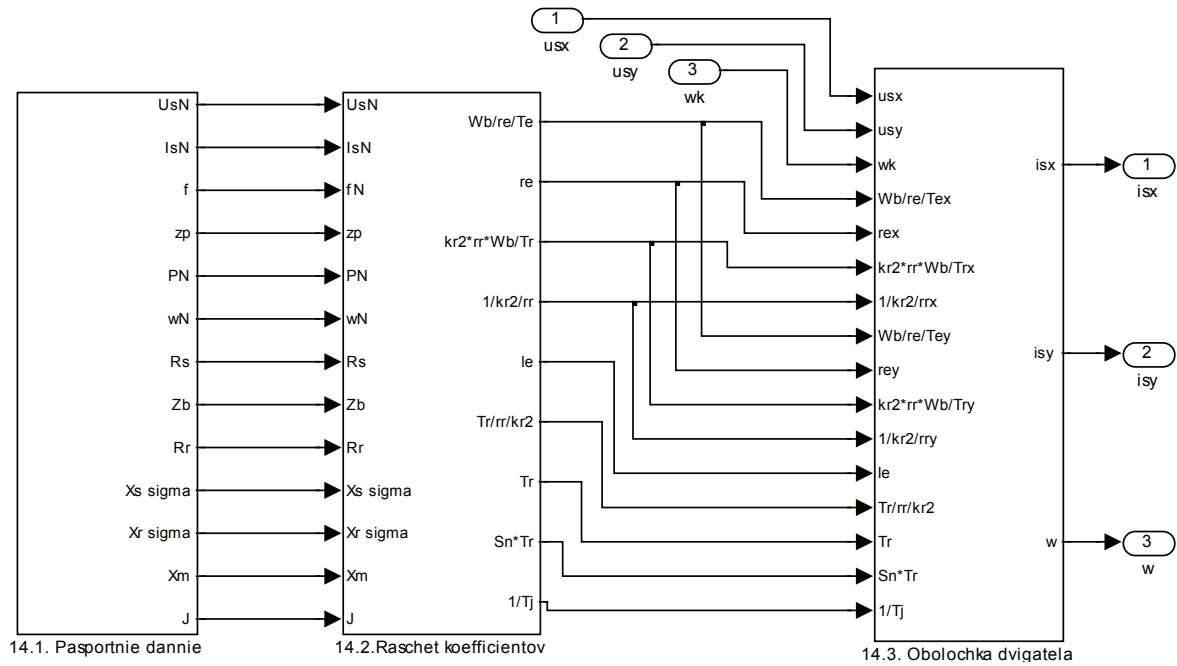 1
usx
2
usy
3
wk
UsN
IsN
f
zp
PN
wN
Rs
Zb
Rr
Xs sigma
Xr sigma
Xm
J
14.1. Pasportnie dannie
UsN
IsN
fN
zp
PN
wN
Rs
Zb
Rr
Xs sigma
Xr sigma
Xm
J
Wb/re/Te
re
kr2*rr*Wb/Tr
1/kr2/rr
le
Tr/rr/kr2
Tr
Sn*Tr
1/Tj
14.2.Raschet koefficientov
usx
usy
wk
Wb/re/Tex
rex
kr2*rr*Wb/Trx
1/kr2/rrx
Wb/re/Tey
rey
kr2*rr*Wb/Try
1/kr2/rry
le
Tr/rr/kr2
Tr
Sn*Tr
1/Tj
isx
isy
w
14.3. Obolochka dvigatela
1
isx
2
isy
3
w